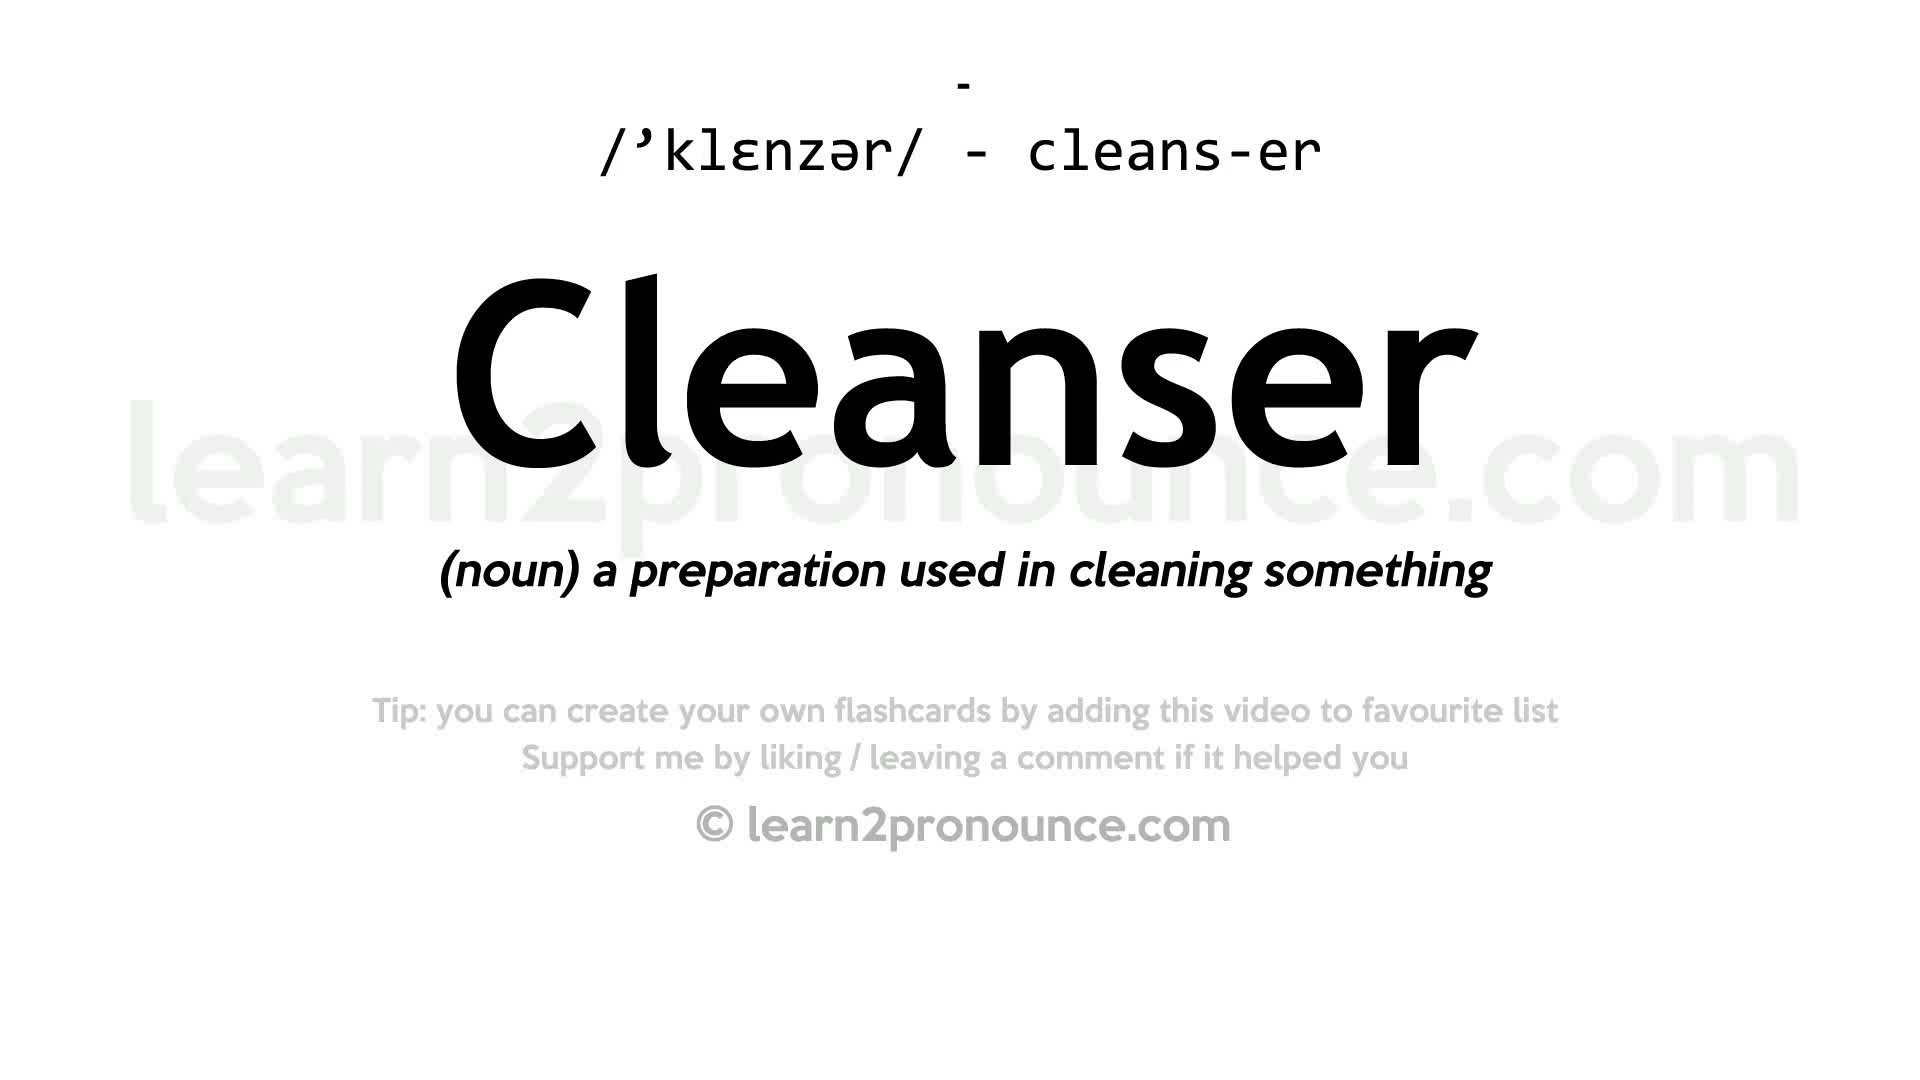 -
/’klɛnzər/ - cleans-er
Cleanser
learn2pronounce.com
(noun) a preparation used in cleaning something
Tip: you can create your own flashcards by adding this video to favourite list
Support me by liking / leaving a comment if it helped you
© learn2pronounce.com